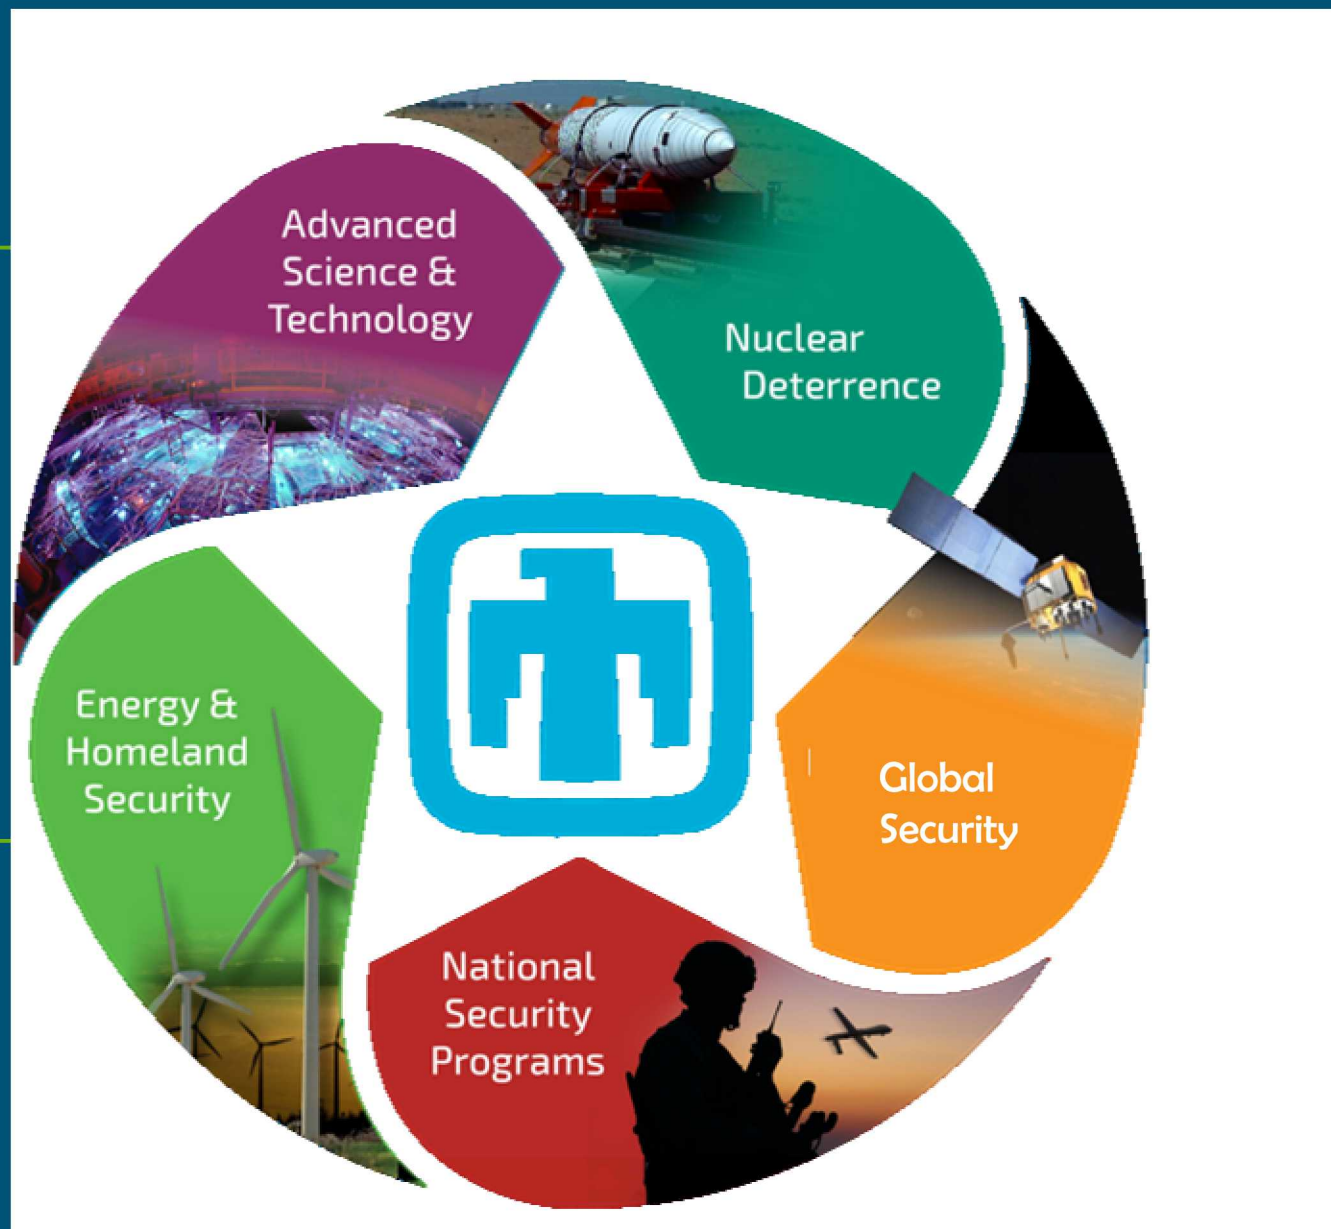 Advanced
Science &
Technology
Nuclear
Deterrence
Energy &
Homeland
Security
Global
Security
National
Security
Programs